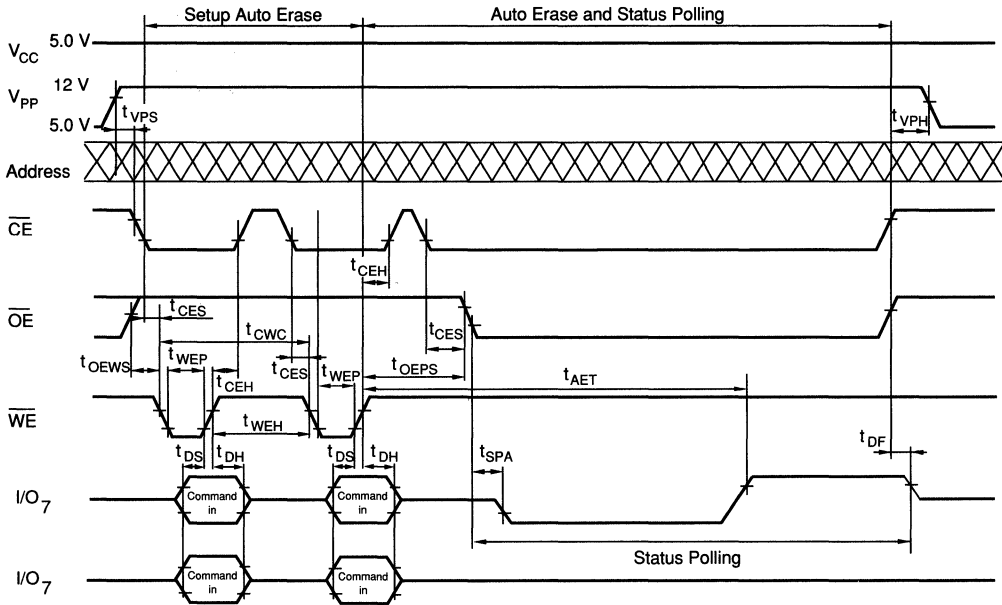 Setup Auto Erase
Auto Erase and Status Polling
VCC 5.0 V
VPP 12 V
tVPS
tVPH
5.0 V
Address
CE
tCEH
OE
tCES
tCWC
tCES
tOEWS
tWEP
tCEH
tCES
tWEP
tOEPS
tAET
WE
tWEH
tDS
tDH
tDS
tDH
tSPA
tDF
I/O7
Command in
Command in
Status Polling
I/O7
Command in
Command in